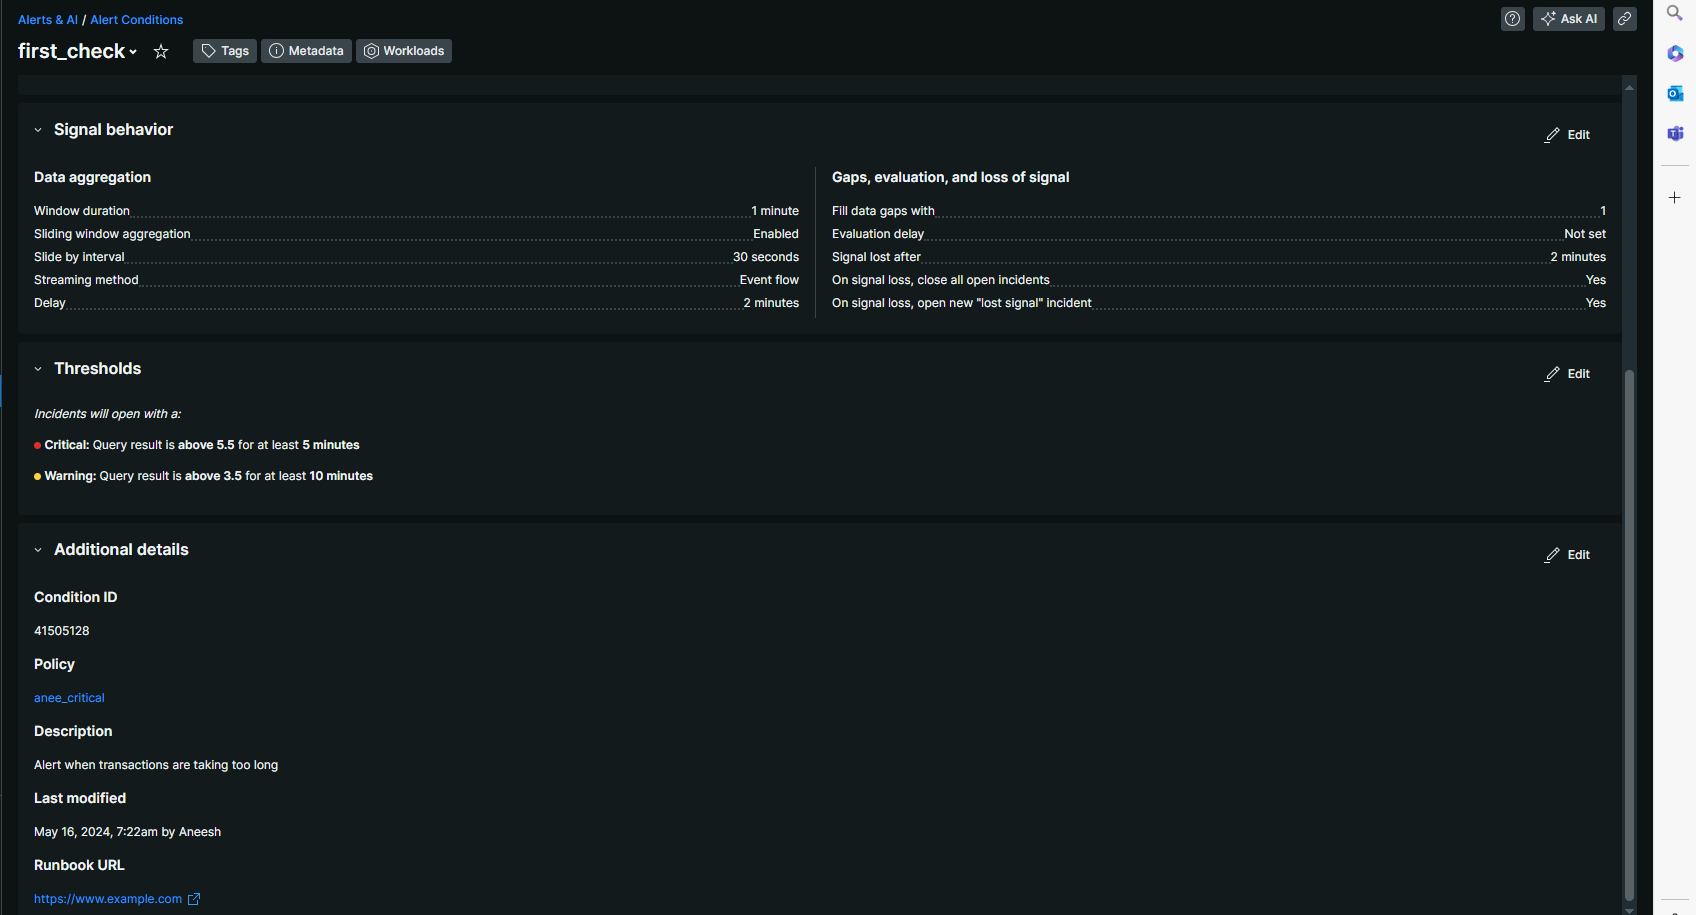 Alerts & AI / Alert Conditions
Ask AI
first_check
Tags
Metadata
Workloads
Signal behavior
Edit
Data aggregation
Window duration 1 minute
Sliding window aggregation Enabled
Slide by interval 30 seconds
Streaming method Event flow
Delay 2 minutes
Gaps, evaluation, and loss of signal
Fill data gaps with 1
Evaluation delay Not set
Signal lost after 2 minutes
On signal loss, close all open incidents Yes
On signal loss, open new "lost signal" incident Yes
Thresholds
Edit
Incidents will open with a:
Critical: Query result is above 5.5 for at least 5 minutes
Warning: Query result is above 3.5 for at least 10 minutes
Additional details
Edit
Condition ID
41505128
Policy
anee_critical
Description
Alert when transactions are taking too long
Last modified
May 16, 2024, 7:22am by Aneesh
Runbook URL
https://www.example.com